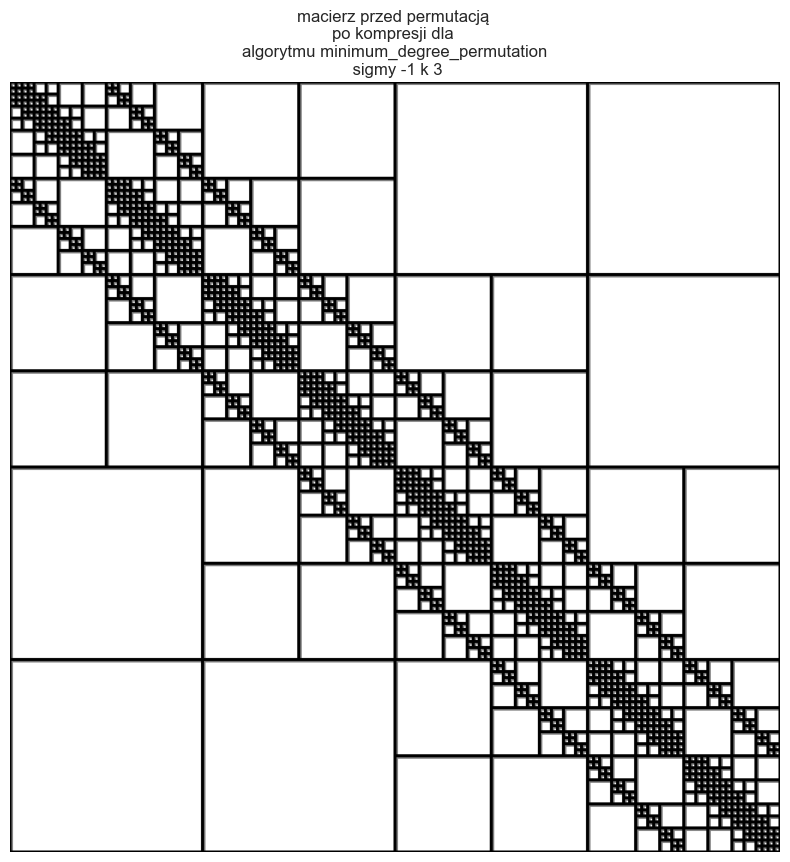 macierz przed permutacją
po kompresji dla
algorytmu minimum_degree_permutation
sigmy -1 k 3